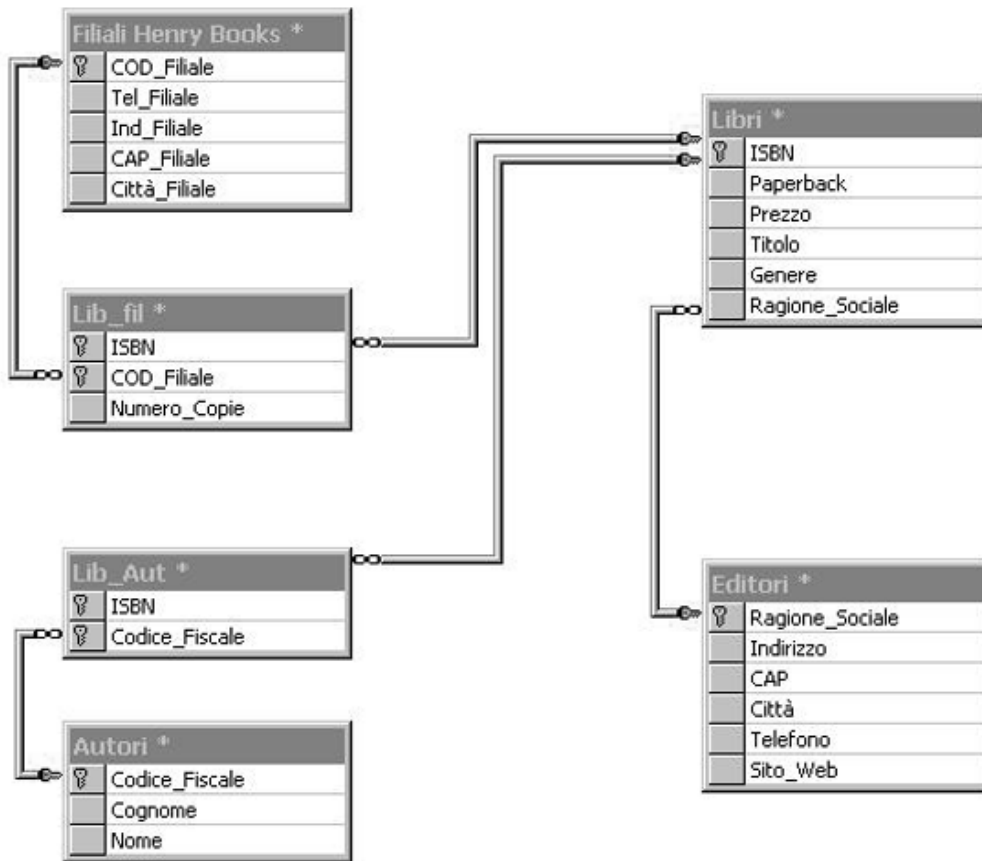 Filiali Henry Books *
COD_Filiale
Tel_Filiale
Ind_Filiale
CAP_Filiale
Città_Filiale
Lib_fil *
ISBN
COD_Filiale
Numero_Copie
Lib_Aut *
ISBN
Codice_Fiscale
Autori *
Codice_Fiscale
Cognome
Nome
Libri *
ISBN
Paperback
Prezzo
Titolo
Genere
Ragione_Sociale
Editori *
Ragione_Sociale
Indirizzo
CAP
Città
Telefono
Sito_Web